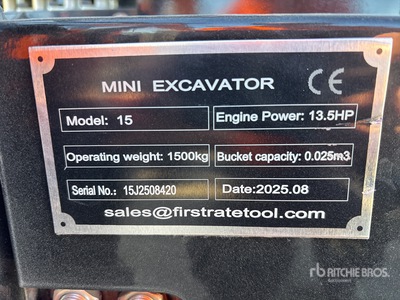 MINI EXCAVATOR CE
Model: 15 Engine Power: 13.5HP
Operating weight: 1500kg Bucket capacity: 0.025m3
Serial No.: 15J2508420 Date:2025.08
sales@firstratetool.com
rb RITCHIE BROS.
Auctioneers